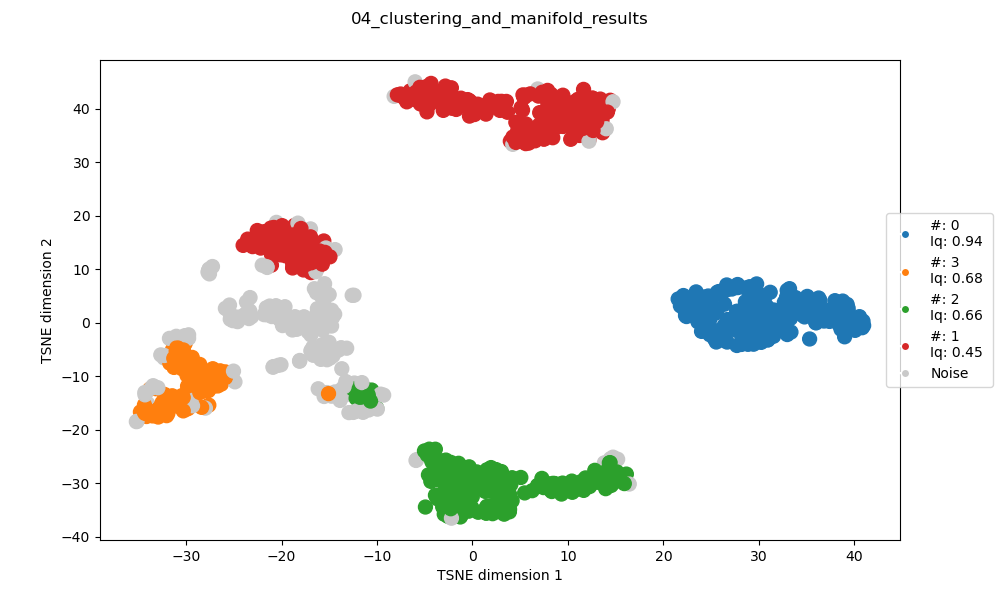 04_clustering_and_manifold_results
40
30
20
10
0
−10
−20
−30
−40
TSNE dimension 2
−30
−20
−10
0
10
20
30
40
TSNE dimension 1
#: 0
Iq: 0.94
#: 3
Iq: 0.68
#: 2
Iq: 0.66
#: 1
Iq: 0.45
Noise